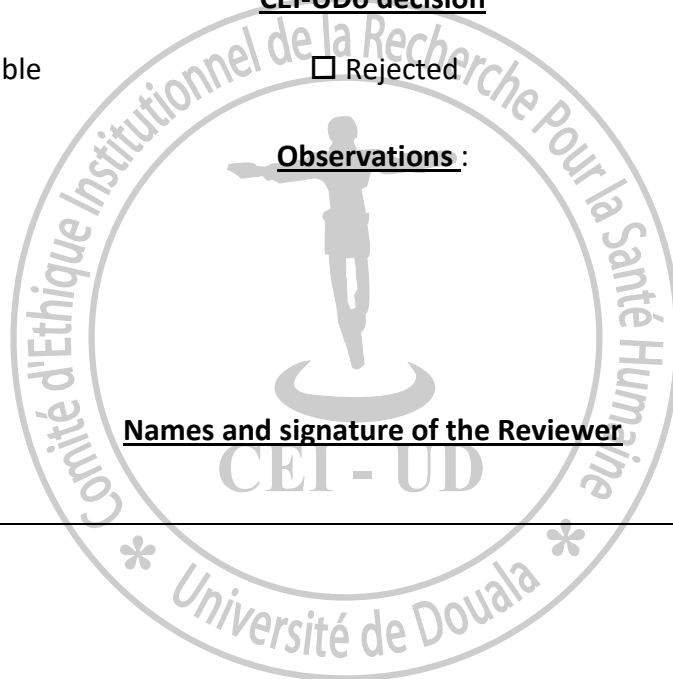 CEI-UDo decision
ble
☐ Rejected
Observations :
Names and signature of the Reviewer
Comité d'Ethique Institutionnel de la Recherche Pour la Santé Humaine
CEI - UD
* Université de Douala *